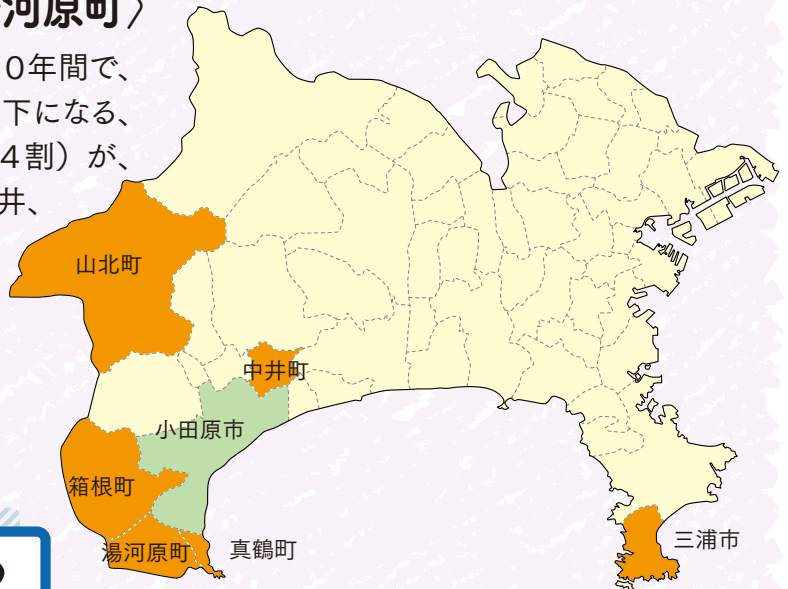 河原町〉
0年間で、
下になる、
4割）が、
井、
山北町
中井町
小田原市
箱根町
湯河原町
真鶴町
三浦市